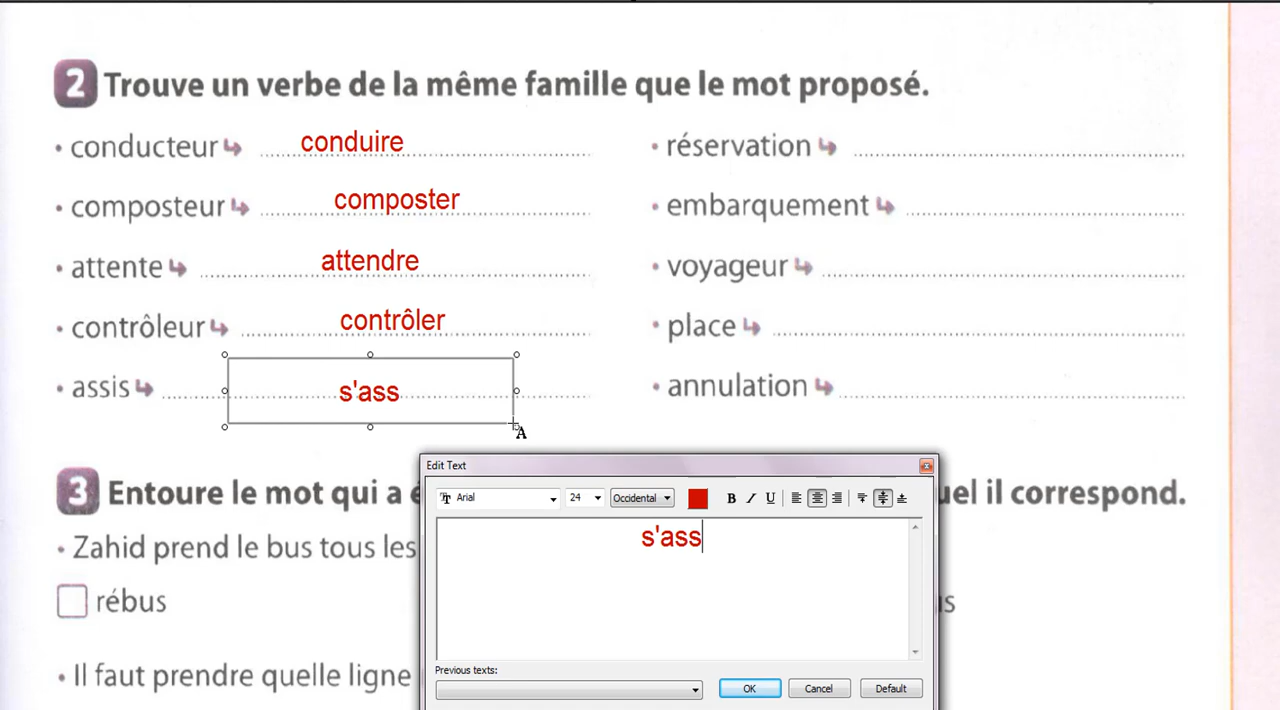 2 Trouve un verbe de la même famille que le mot proposé.
• conducteur conduire
• réservation
• composteur composter
• embarquement
• attente attendre
• voyageur
• contrôleur contrôler
• place
• assis s'ass
• annulation
A
Edit Text
Arial 24 Occidental B I U
s'ass
Previous texts:
OK Cancel Default
3 Entoure le mot qui a uel il correspond.
• Zahid prend le bus tous les
rébus
• Il faut prendre quelle ligne